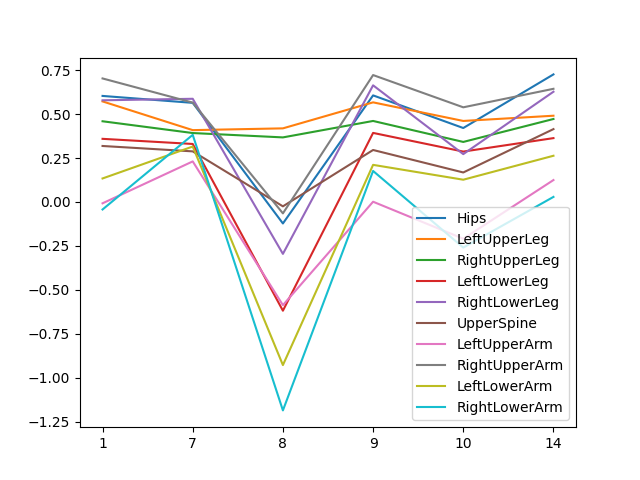 0.75
0.50
0.25
0.00
−0.25
−0.50
−0.75
−1.00
−1.25
1 7 8 9 10 14
Hips
LeftUpperLeg
RightUpperLeg
LeftLowerLeg
RightLowerLeg
UpperSpine
LeftUpperArm
RightUpperArm
LeftLowerArm
RightLowerArm